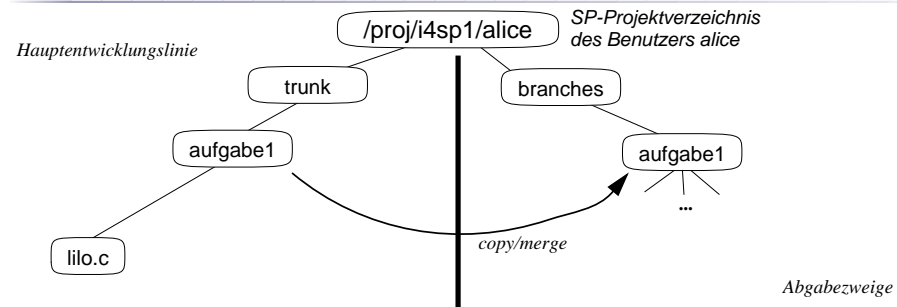 /proj/i4sp1/alice
SP-Projektverzeichnis
des Benutzers alice
Hauptentwicklungslinie
trunk
branches
aufgabe1
aufgabe1
...
copy/merge
lilo.c
Abgabezweige